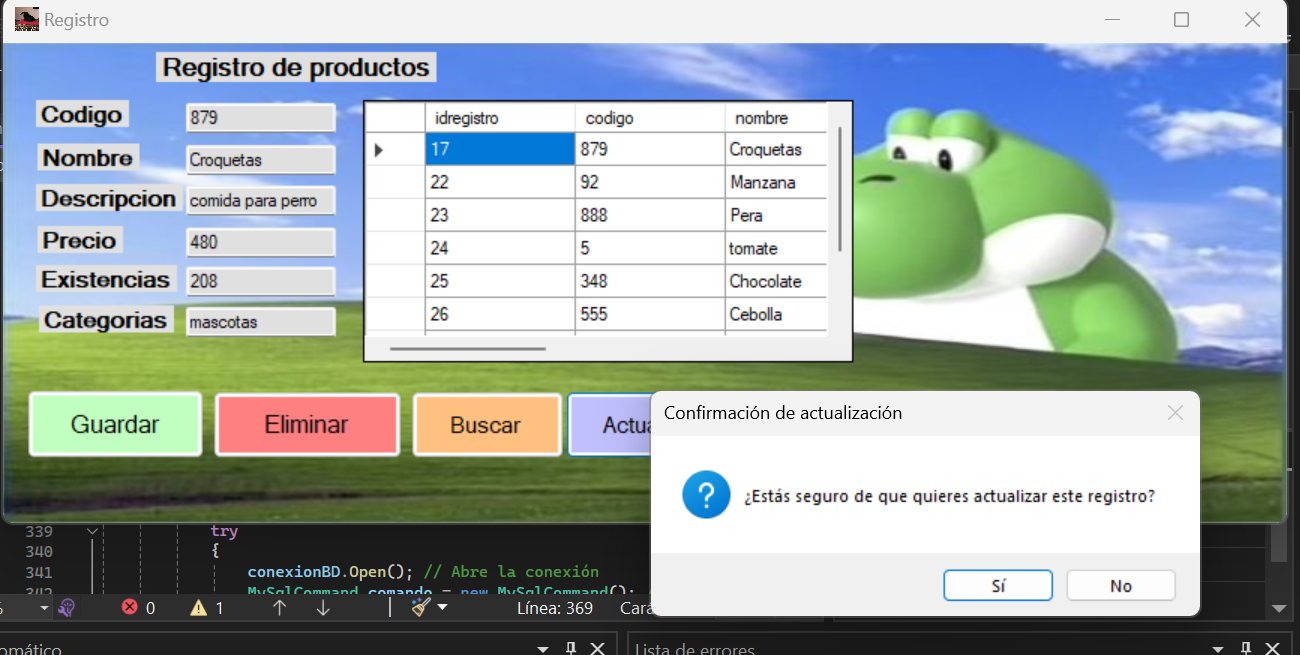 Registro
Registro de productos
Codigo 879
Nombre Croquetas
Descripcion comida para perro
Precio 480
Existencias 208
Categorias mascotas
idregistro codigo nombre
17 879 Croquetas
22 92 Manzana
23 888 Pera
24 5 tomate
25 348 Chocolate
26 555 Cebolla
Guardar Eliminar Buscar Actua
Confirmación de actualización
¿Estás seguro de que quieres actualizar este registro?
Sí No
339 try
340 {
341 conexionBD.Open(); // Abre la conexión
342 MySqlCommand comando = new MySqlCommand();
0 1 Línea: 369 Cará
omático Lista de errores